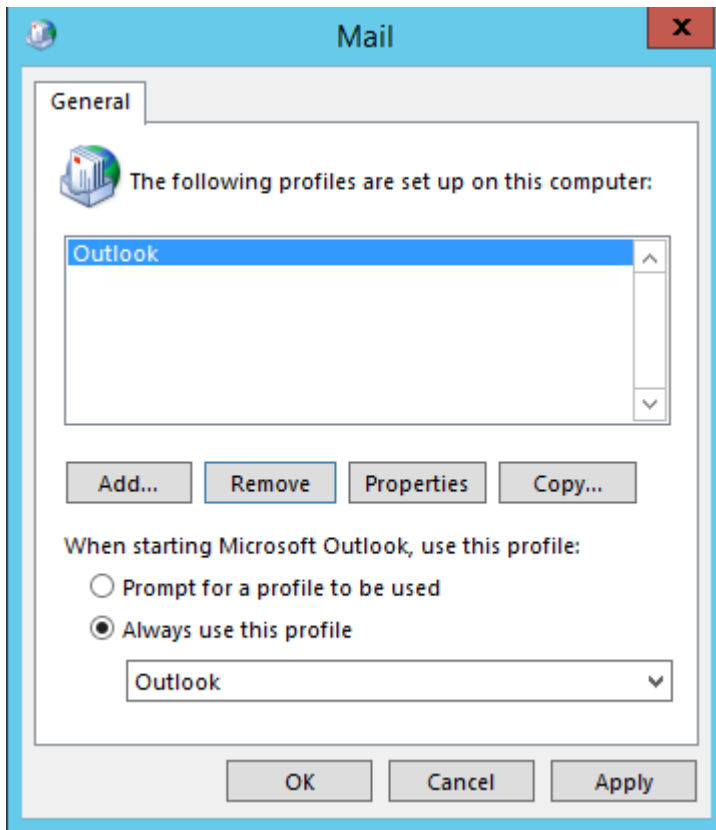 Mail
x
General
The following profiles are set up on this computer:
Outlook
Add... Remove Properties Copy...
When starting Microsoft Outlook, use this profile:
Prompt for a profile to be used
Always use this profile
Outlook
OK Cancel Apply